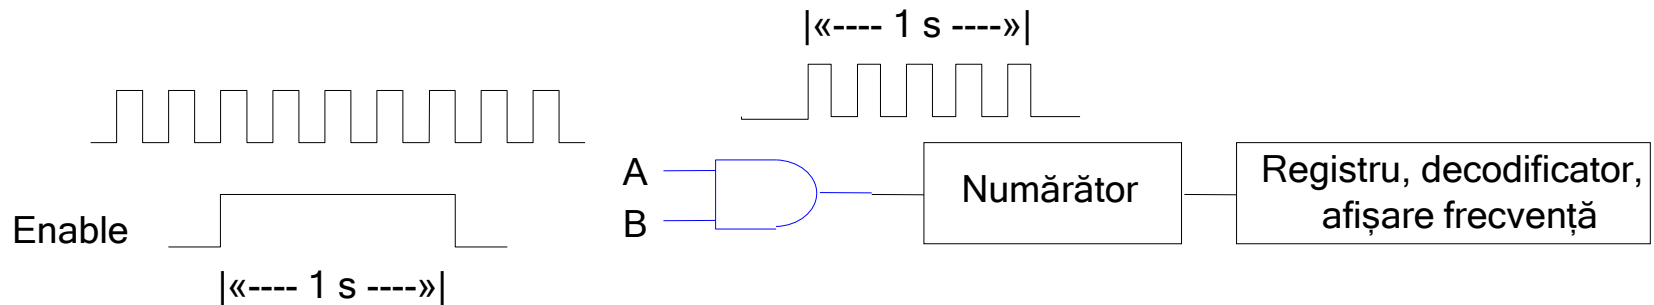 |«---- 1 s ----»|
A
B
Numărător
Registru, decodificator,
afișare frecvență
Enable
|«---- 1 s ----»|